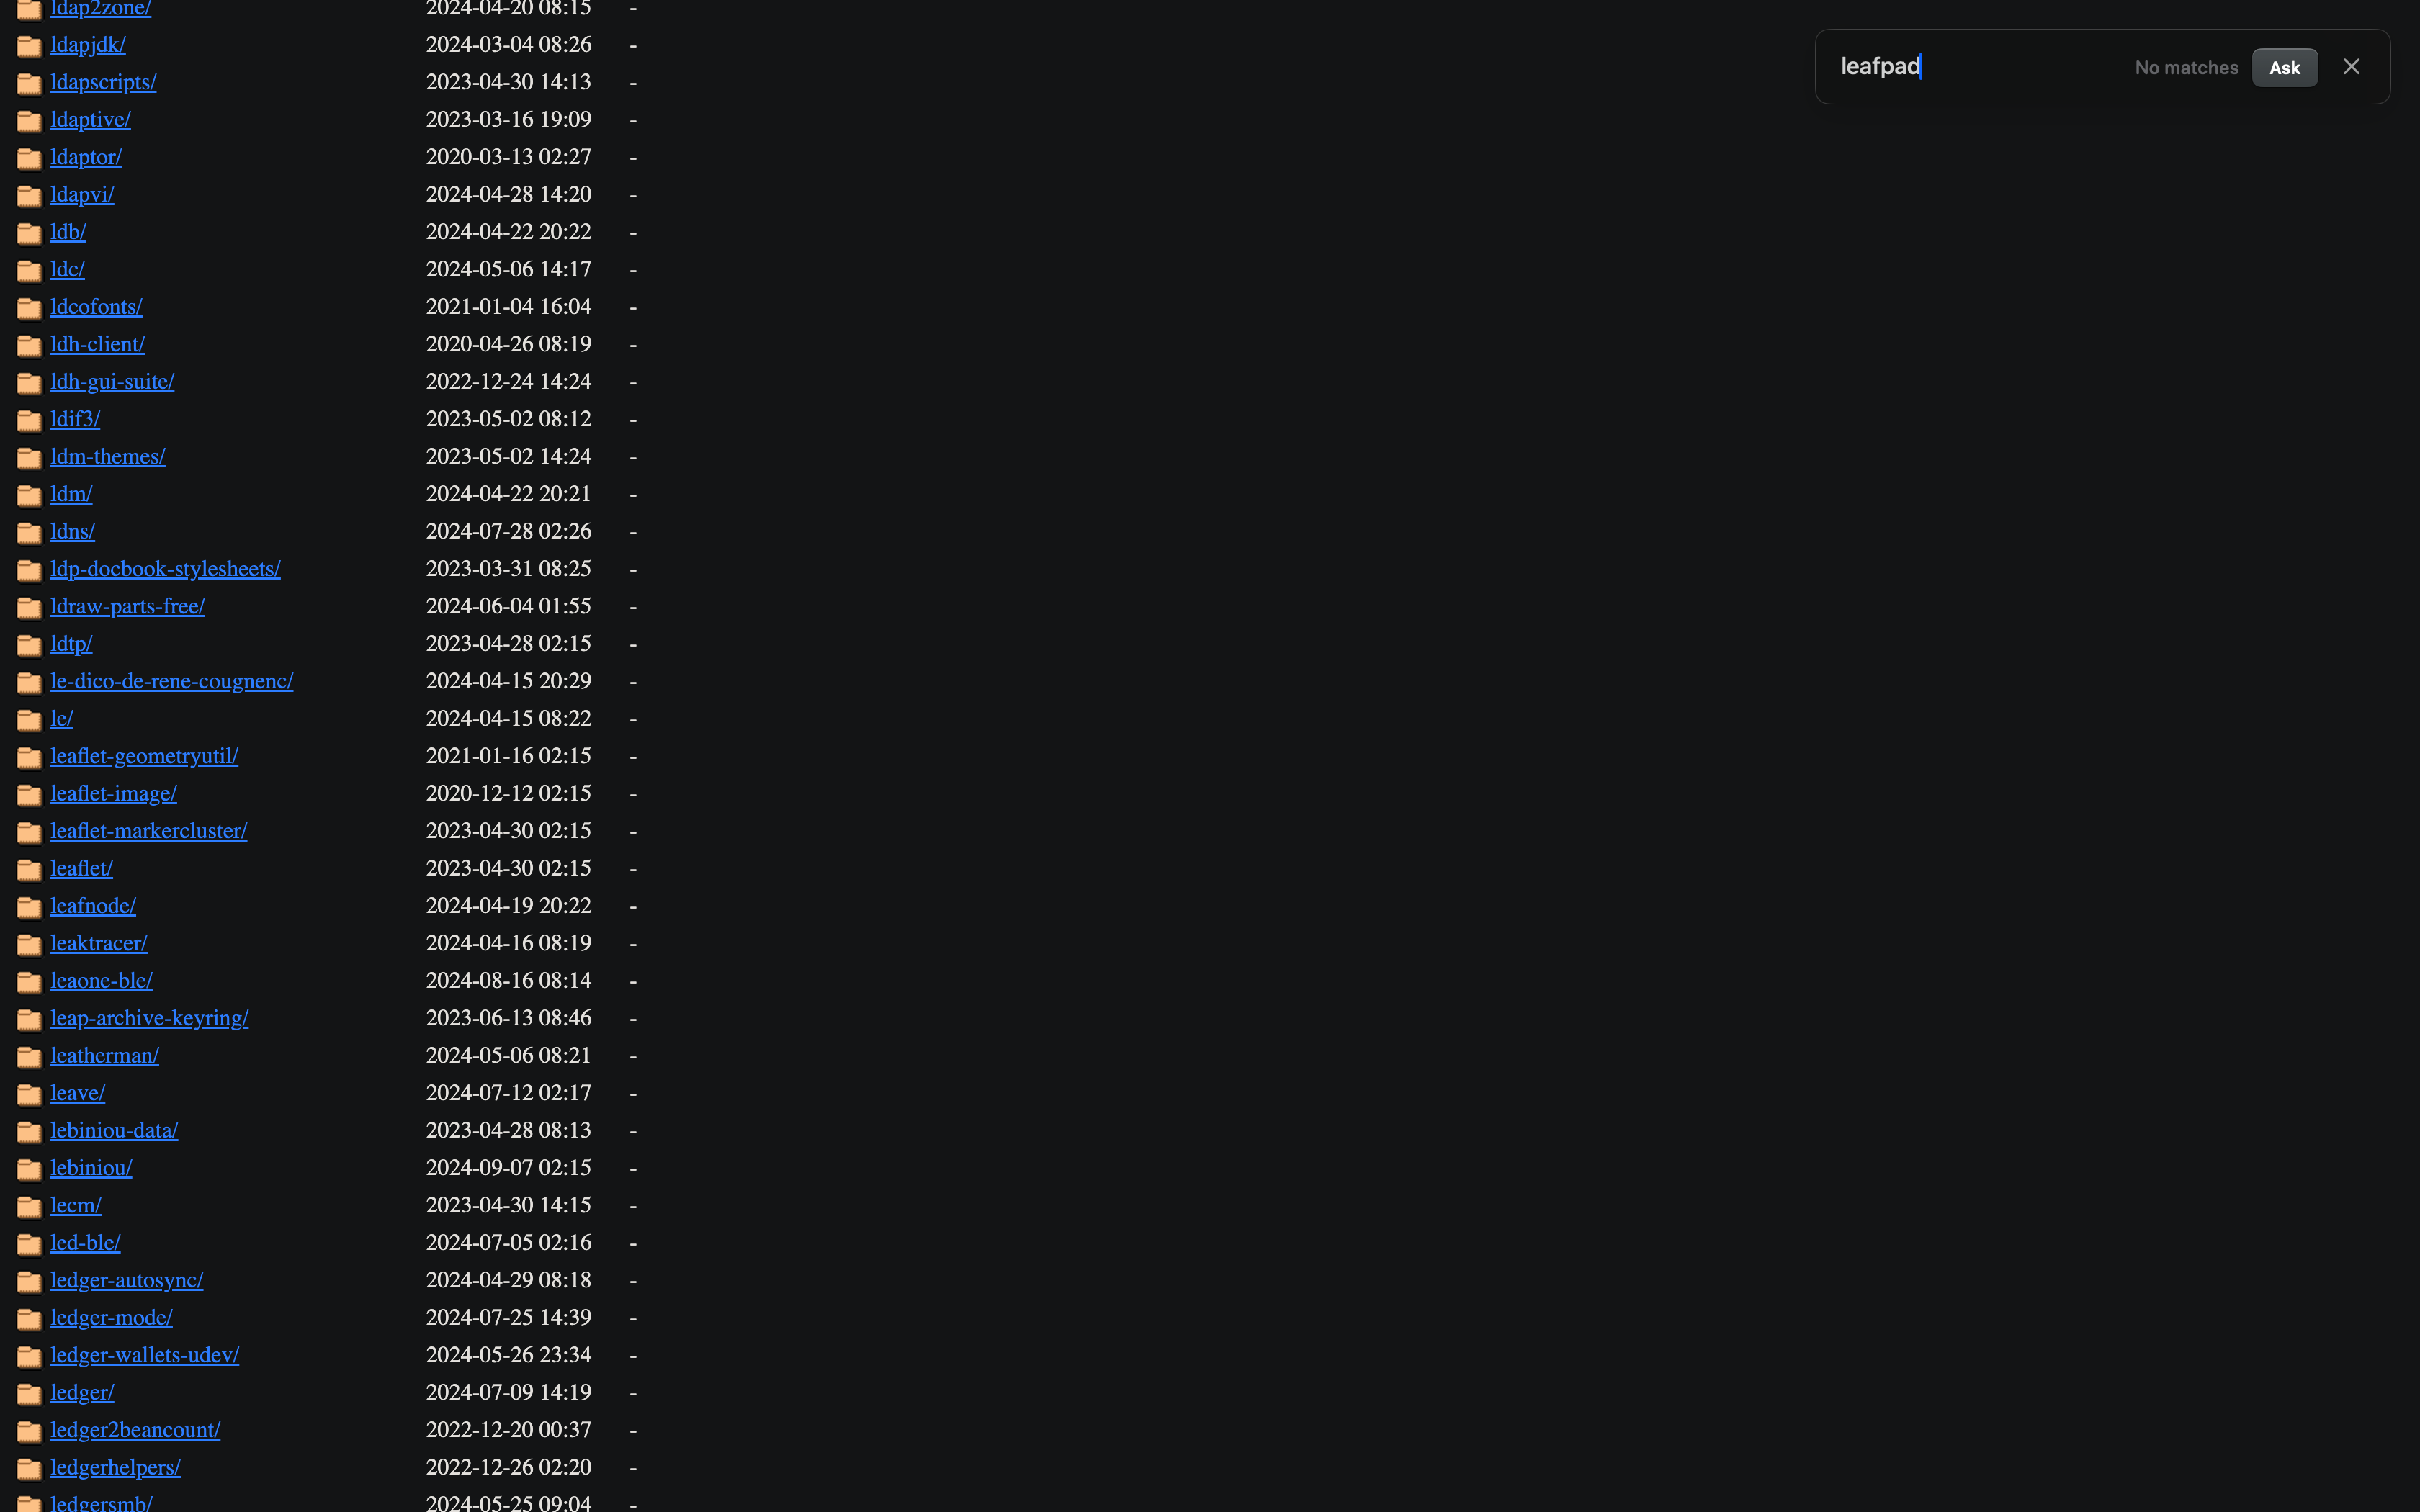 ldap2zone/ 2024-04-20 08:15 -
ldapjdk/ 2024-03-04 08:26 -
leafpad No matches Ask
ldapscripts/ 2023-04-30 14:13 -
ldaptive/ 2023-03-16 19:09 -
ldaptor/ 2020-03-13 02:27 -
ldapvi/ 2024-04-28 14:20 -
ldb/ 2024-04-22 20:22 -
ldc/ 2024-05-06 14:17 -
ldcofonts/ 2021-01-04 16:04 -
ldh-client/ 2020-04-26 08:19 -
ldh-gui-suite/ 2022-12-24 14:24 -
ldif3/ 2023-05-02 08:12 -
ldm-themes/ 2023-05-02 14:24 -
ldm/ 2024-04-22 20:21 -
ldns/ 2024-07-28 02:26 -
ldp-docbook-stylesheets/ 2023-03-31 08:25 -
ldraw-parts-free/ 2024-06-04 01:55 -
ldtp/ 2023-04-28 02:15 -
le-dico-de-rene-cougnenc/ 2024-04-15 20:29 -
le/ 2024-04-15 08:22 -
leaflet-geometryutil/ 2021-01-16 02:15 -
leaflet-image/ 2020-12-12 02:15 -
leaflet-markercluster/ 2023-04-30 02:15 -
leaflet/ 2023-04-30 02:15 -
leafnode/ 2024-04-19 20:22 -
leaktracer/ 2024-04-16 08:19 -
leaone-ble/ 2024-08-16 08:14 -
leap-archive-keyring/ 2023-06-13 08:46 -
leatherman/ 2024-05-06 08:21 -
leave/ 2024-07-12 02:17 -
lebiniou-data/ 2023-04-28 08:13 -
lebiniou/ 2024-09-07 02:15 -
lecm/ 2023-04-30 14:15 -
led-ble/ 2024-07-05 02:16 -
ledger-autosync/ 2024-04-29 08:18 -
ledger-mode/ 2024-07-25 14:39 -
ledger-wallets-udev/ 2024-05-26 23:34 -
ledger/ 2024-07-09 14:19 -
ledger2beancount/ 2022-12-20 00:37 -
ledgerhelpers/ 2022-12-26 02:20 -
ledgersmb/ 2024-05-25 09:04 -